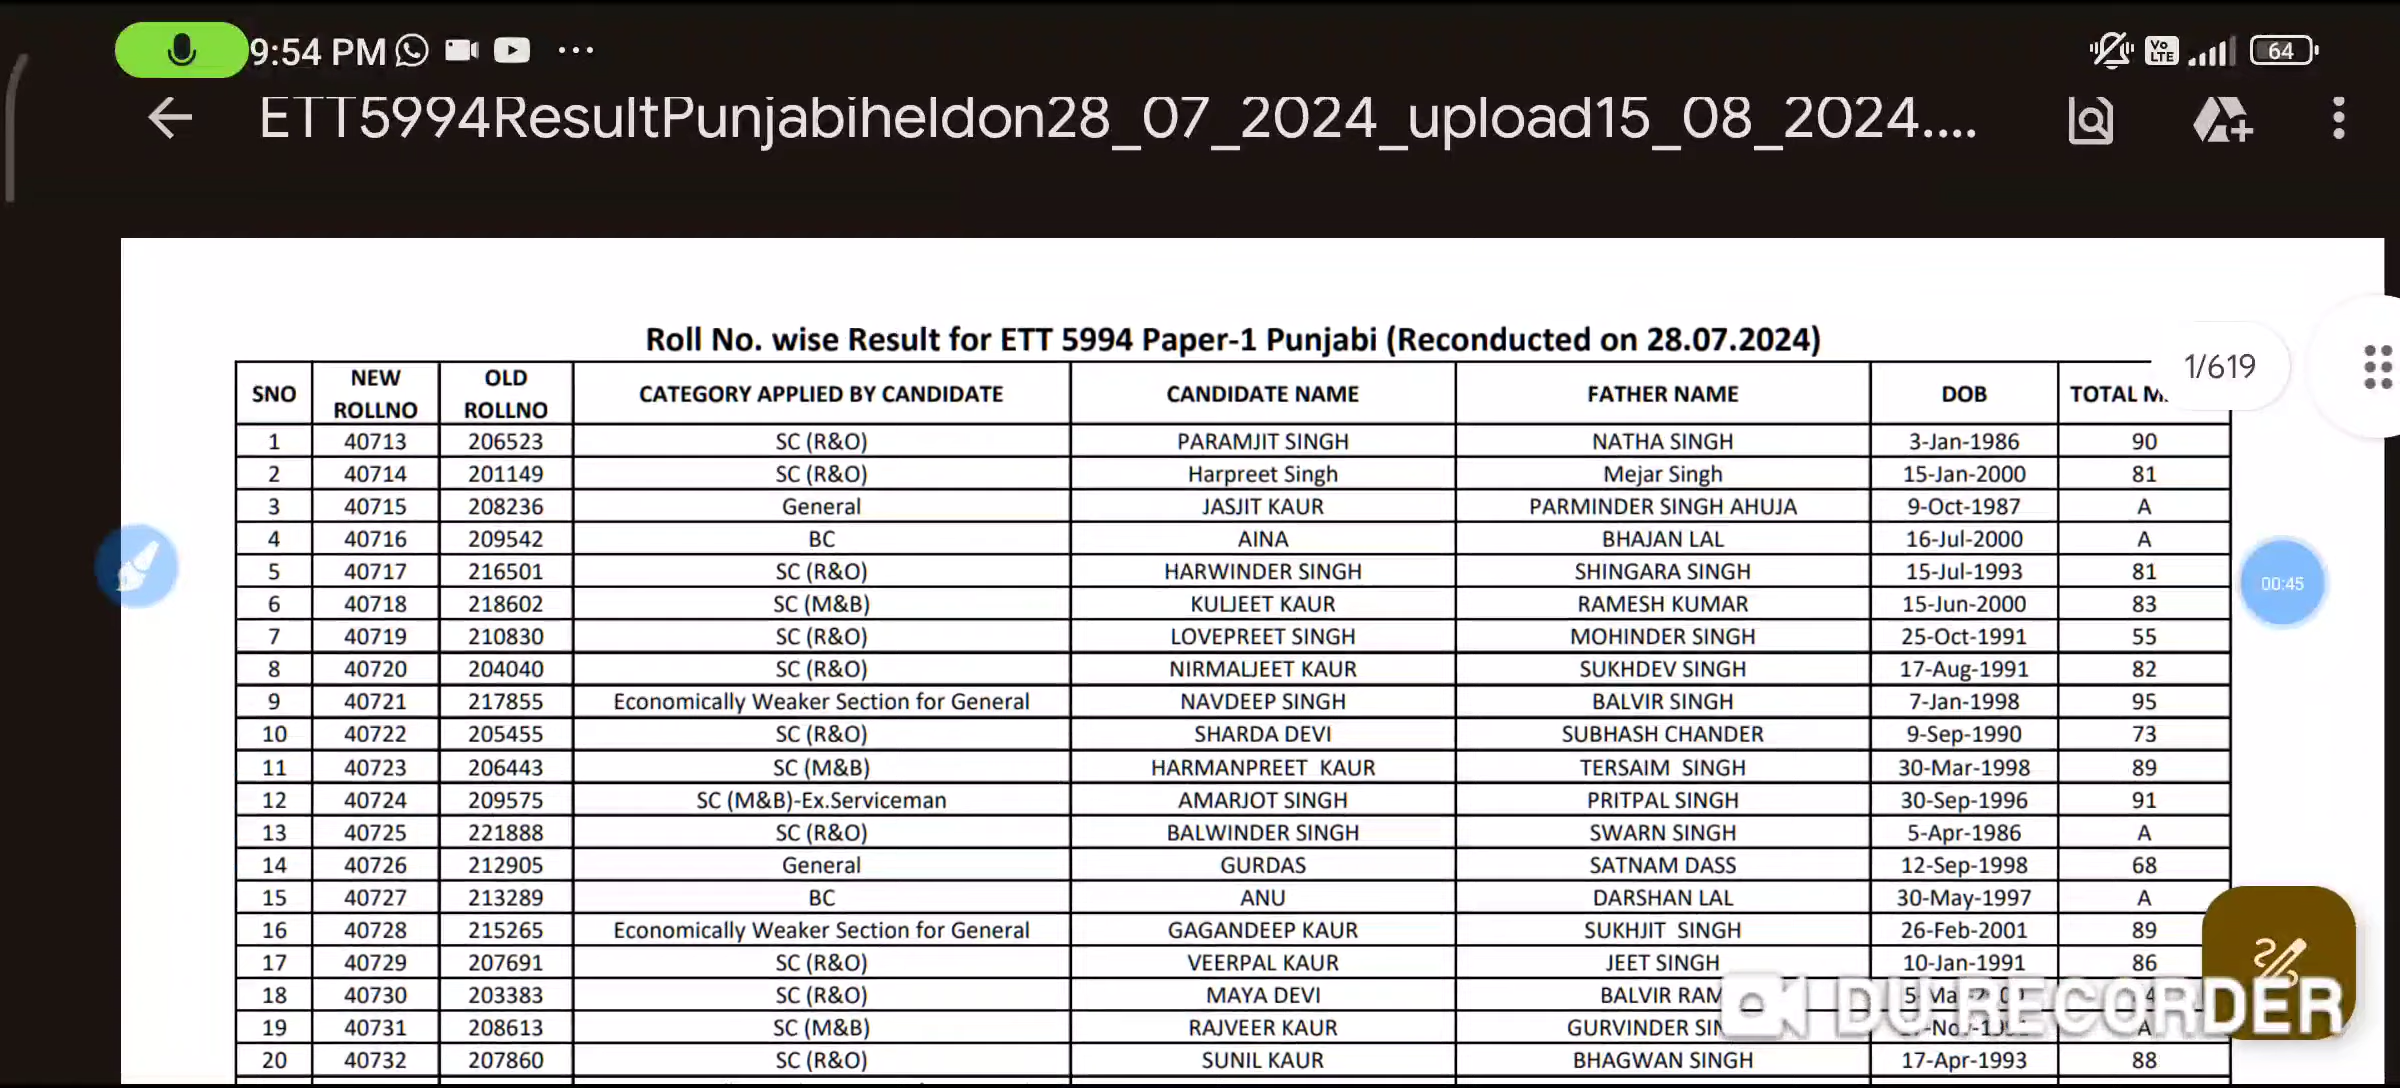 9:54 PM ...
Vo LTE 64
ETT5994ResultPunjabiheldon28_07_2024_upload15_08_2024....
1/619
Roll No. wise Result for ETT 5994 Paper-1 Punjabi (Reconducted on 28.07.2024)
SNO NEW ROLLNO OLD ROLLNO CATEGORY APPLIED BY CANDIDATE CANDIDATE NAME FATHER NAME DOB TOTAL
1 40713 206523 SC (R&O) PARAMJIT SINGH NATHA SINGH 3-Jan-1986 90
2 40714 201149 SC (R&O) Harpreet Singh Mejar Singh 15-Jan-2000 81
3 40715 208236 General JASJIT KAUR PARMINDER SINGH AHUJA 9-Oct-1987 A
4 40716 209542 BC AINA BHAJAN LAL 16-Jul-2000 A
5 40717 216501 SC (R&O) HARWINDER SINGH SHINGARA SINGH 15-Jul-1993 81
6 40718 218602 SC (M&B) KULJEET KAUR RAMESH KUMAR 15-Jun-2000 83
7 40719 210830 SC (R&O) LOVEPREET SINGH MOHINDER SINGH 25-Oct-1991 55
8 40720 204040 SC (R&O) NIRMALJEET KAUR SUKHDEV SINGH 17-Aug-1991 82
9 40721 217855 Economically Weaker Section for General NAVDEEP SINGH BALVIR SINGH 7-Jan-1998 95
10 40722 205455 SC (R&O) SHARDA DEVI SUBHASH CHANDER 9-Sep-1990 73
11 40723 206443 SC (M&B) HARMANPREET KAUR TERSAIM SINGH 30-Mar-1998 89
12 40724 209575 SC (M&B)-Ex.Serviceman AMARJOT SINGH PRITPAL SINGH 30-Sep-1996 91
13 40725 221888 SC (R&O) BALWINDER SINGH SWARN SINGH 5-Apr-1986 A
14 40726 212905 General GURDAS SATNAM DASS 12-Sep-1998 68
15 40727 213289 BC ANU DARSHAN LAL 30-May-1997 A
16 40728 215265 Economically Weaker Section for General GAGANDEEP KAUR SUKHJIT SINGH 26-Feb-2001 89
17 40729 207691 SC (R&O) VEERPAL KAUR JEET SINGH 10-Jan-1991 86
18 40730 203383 SC (R&O) MAYA DEVI BALVIR RAM
19 40731 208613 SC (M&B) RAJVEER KAUR GURVINDER A
20 40732 207860 SC (R&O) SUNIL KAUR BHAGWAN SINGH 17-Apr-1993 88
00:45
DU RECORDER